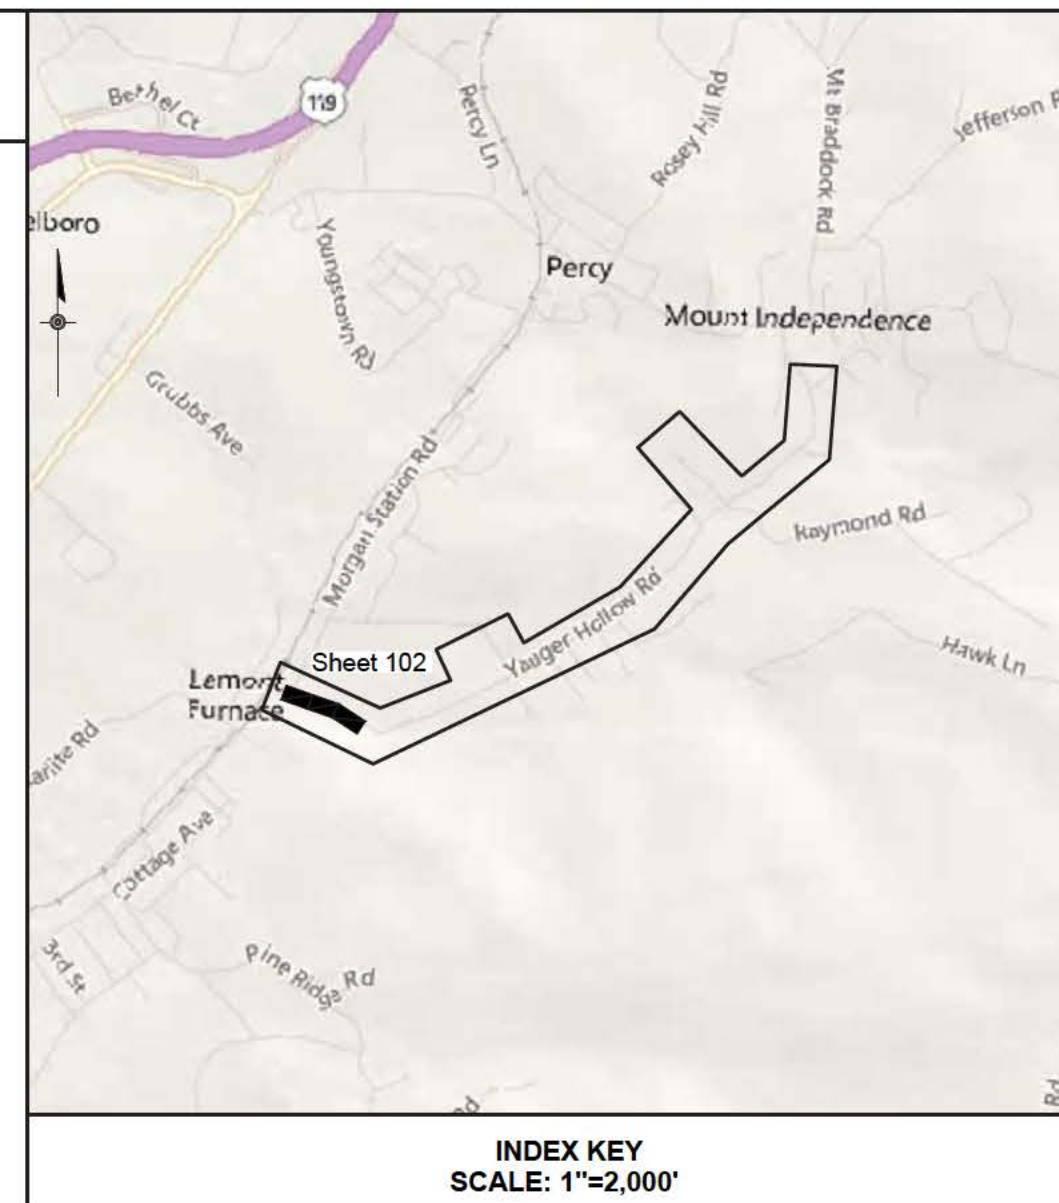 Bethel Ct
119
Percy Ln
Rosey Hill Rd
Mt Braddock Rd
Jefferson
elboro
Youngstown Rd
Percy
Mount Independence
Grubbs Ave
Morgan Station Rd
Raymond Rd
Yauger Hollow Rd
Hawk Ln
Sheet 102
Lemont
Furnace
arite Rd
Cottage Ave
3rd St
Pine Ridge Rd
Rd
Rd
INDEX KEY
SCALE: 1"=2,000'